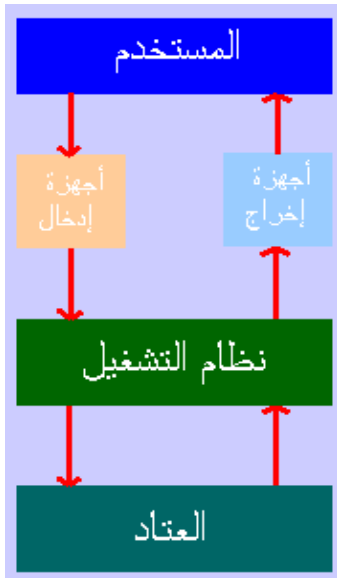 المستخدم
أجهزة
إدخال
أجهزة
إخراج
نظام التشغيل
العتاد